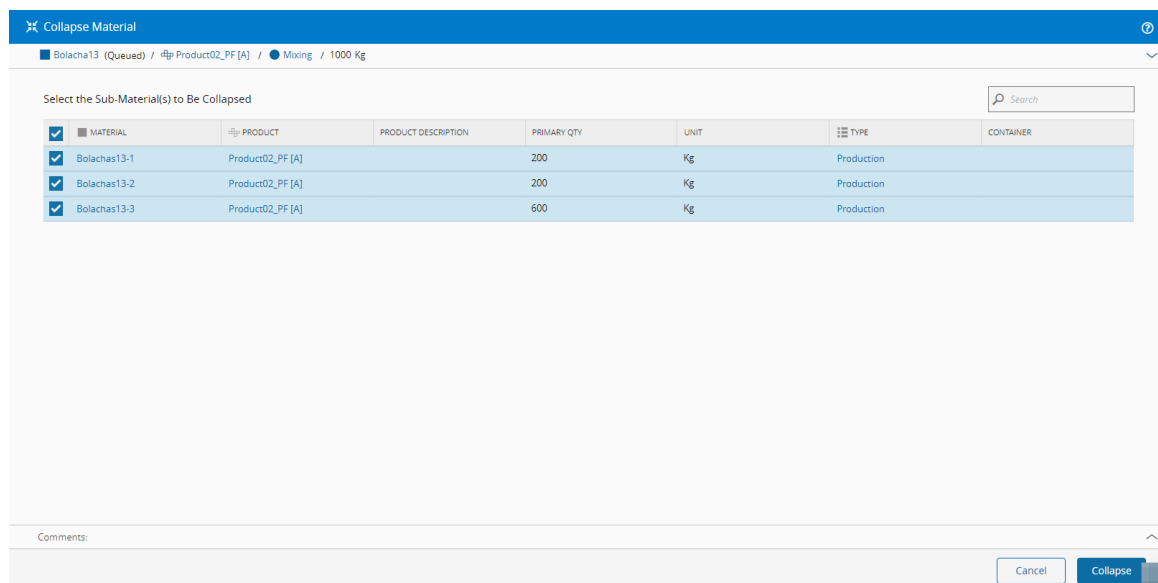 Collapse Material
Bolacha13 (Queued) / Product02_PF [A] / Mixing / 1000 Kg
Select the Sub-Material(s) to Be Collapsed
Search
MATERIAL PRODUCT PRODUCT DESCRIPTION PRIMARY QTY UNIT TYPE CONTAINER
Bolachas13-1 Product02_PF [A] 200 Kg Production
Bolachas13-2 Product02_PF [A] 200 Kg Production
Bolachas13-3 Product02_PF [A] 600 Kg Production
Comments:
Cancel Collapse